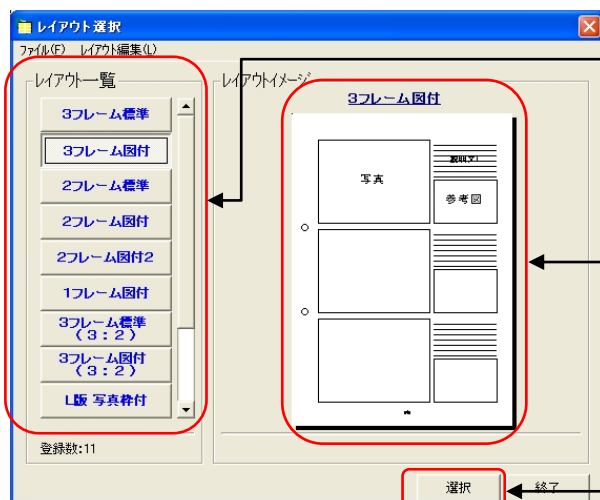 レイアウト選択
ファイル(F) レイアウト編集(L)
レイアウト一覧
3フレーム標準
3フレーム図付
2フレーム標準
2フレーム図付
2フレーム図付2
1フレーム図付
3フレーム標準
(3:2)
3フレーム図付
(3:2)
L版 写真枠付
登録数:11
レイアウトイメージ
3フレーム図付
写真
説明文1
参考図
選択
終了